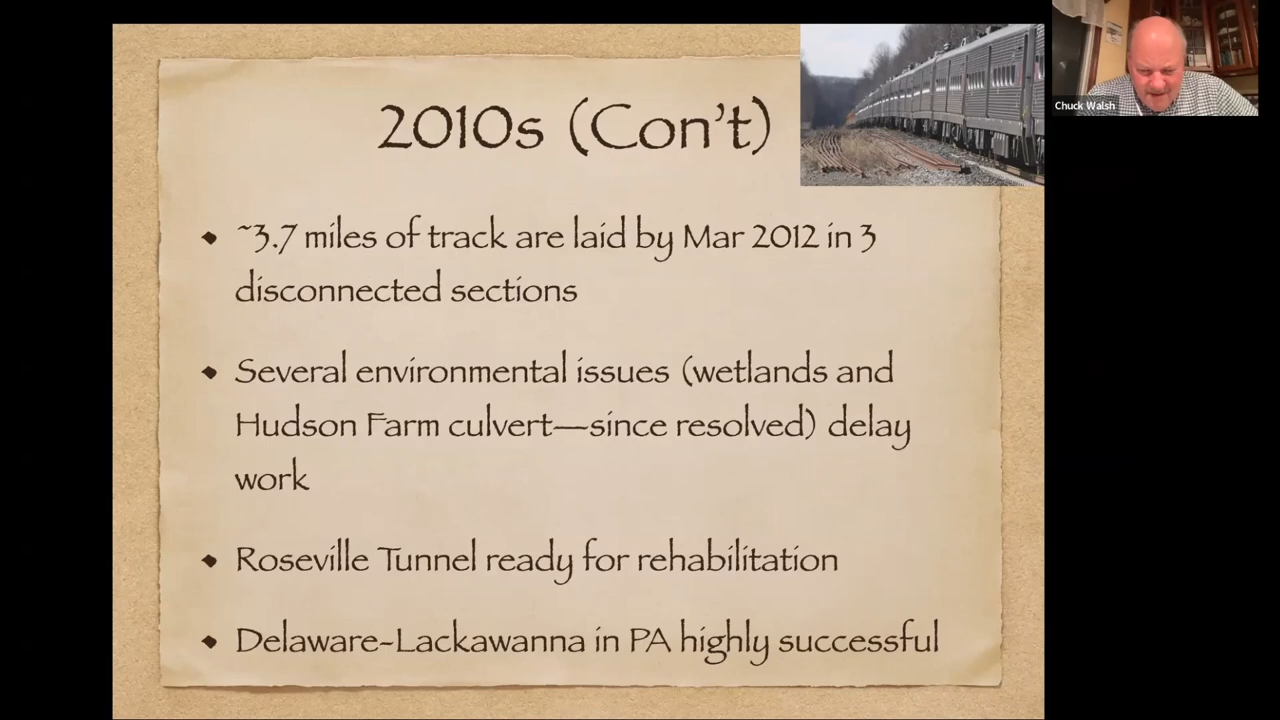 2010s (Con't)
Chuck Walsh
~3.7 miles of track are laid by Mar 2012 in 3
disconnected sections
Several environmental issues (wetlands and
Hudson Farm culvert—since resolved) delay
work
Roseville Tunnel ready for rehabilitation
Delaware-Lackawanna in PA highly successful